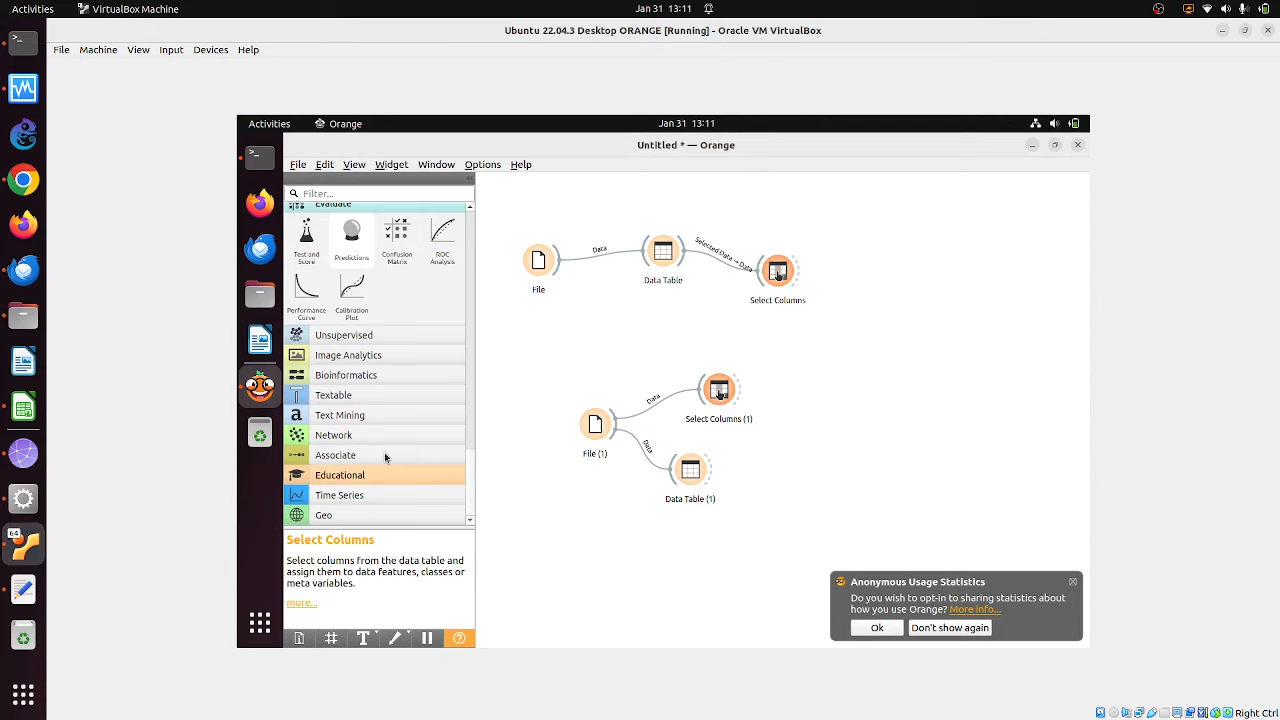 Activities
VirtualBox Machine
Jan 31 13:11
Ubuntu 22.04.3 Desktop ORANGE [Running] - Oracle VM VirtualBox
File Machine View Input Devices Help
Activities
Orange
Jan 31 13:11
Untitled * — Orange
File Edit View Widget Window Options Help
Filter...
Evaluate
Test and Score
Predictions
Confusion Matrix
ROC Analysis
Performance Curve
Calibration Plot
Unsupervised
Image Analytics
Bioinformatics
Textable
Text Mining
Network
Associate
Educational
Time Series
Geo
Select Columns
Select columns from the data table and
assign them to data features, classes or
meta variables.
more...
Data
Selected Data → Data
File
Data Table
Select Columns
Data
Select Columns (1)
Data
File (1)
Data Table (1)
Anonymous Usage Statistics
Do you wish to opt-in to sharing statistics about
how you use Orange? More info...
Ok
Don't show again
64
Right Ctrl